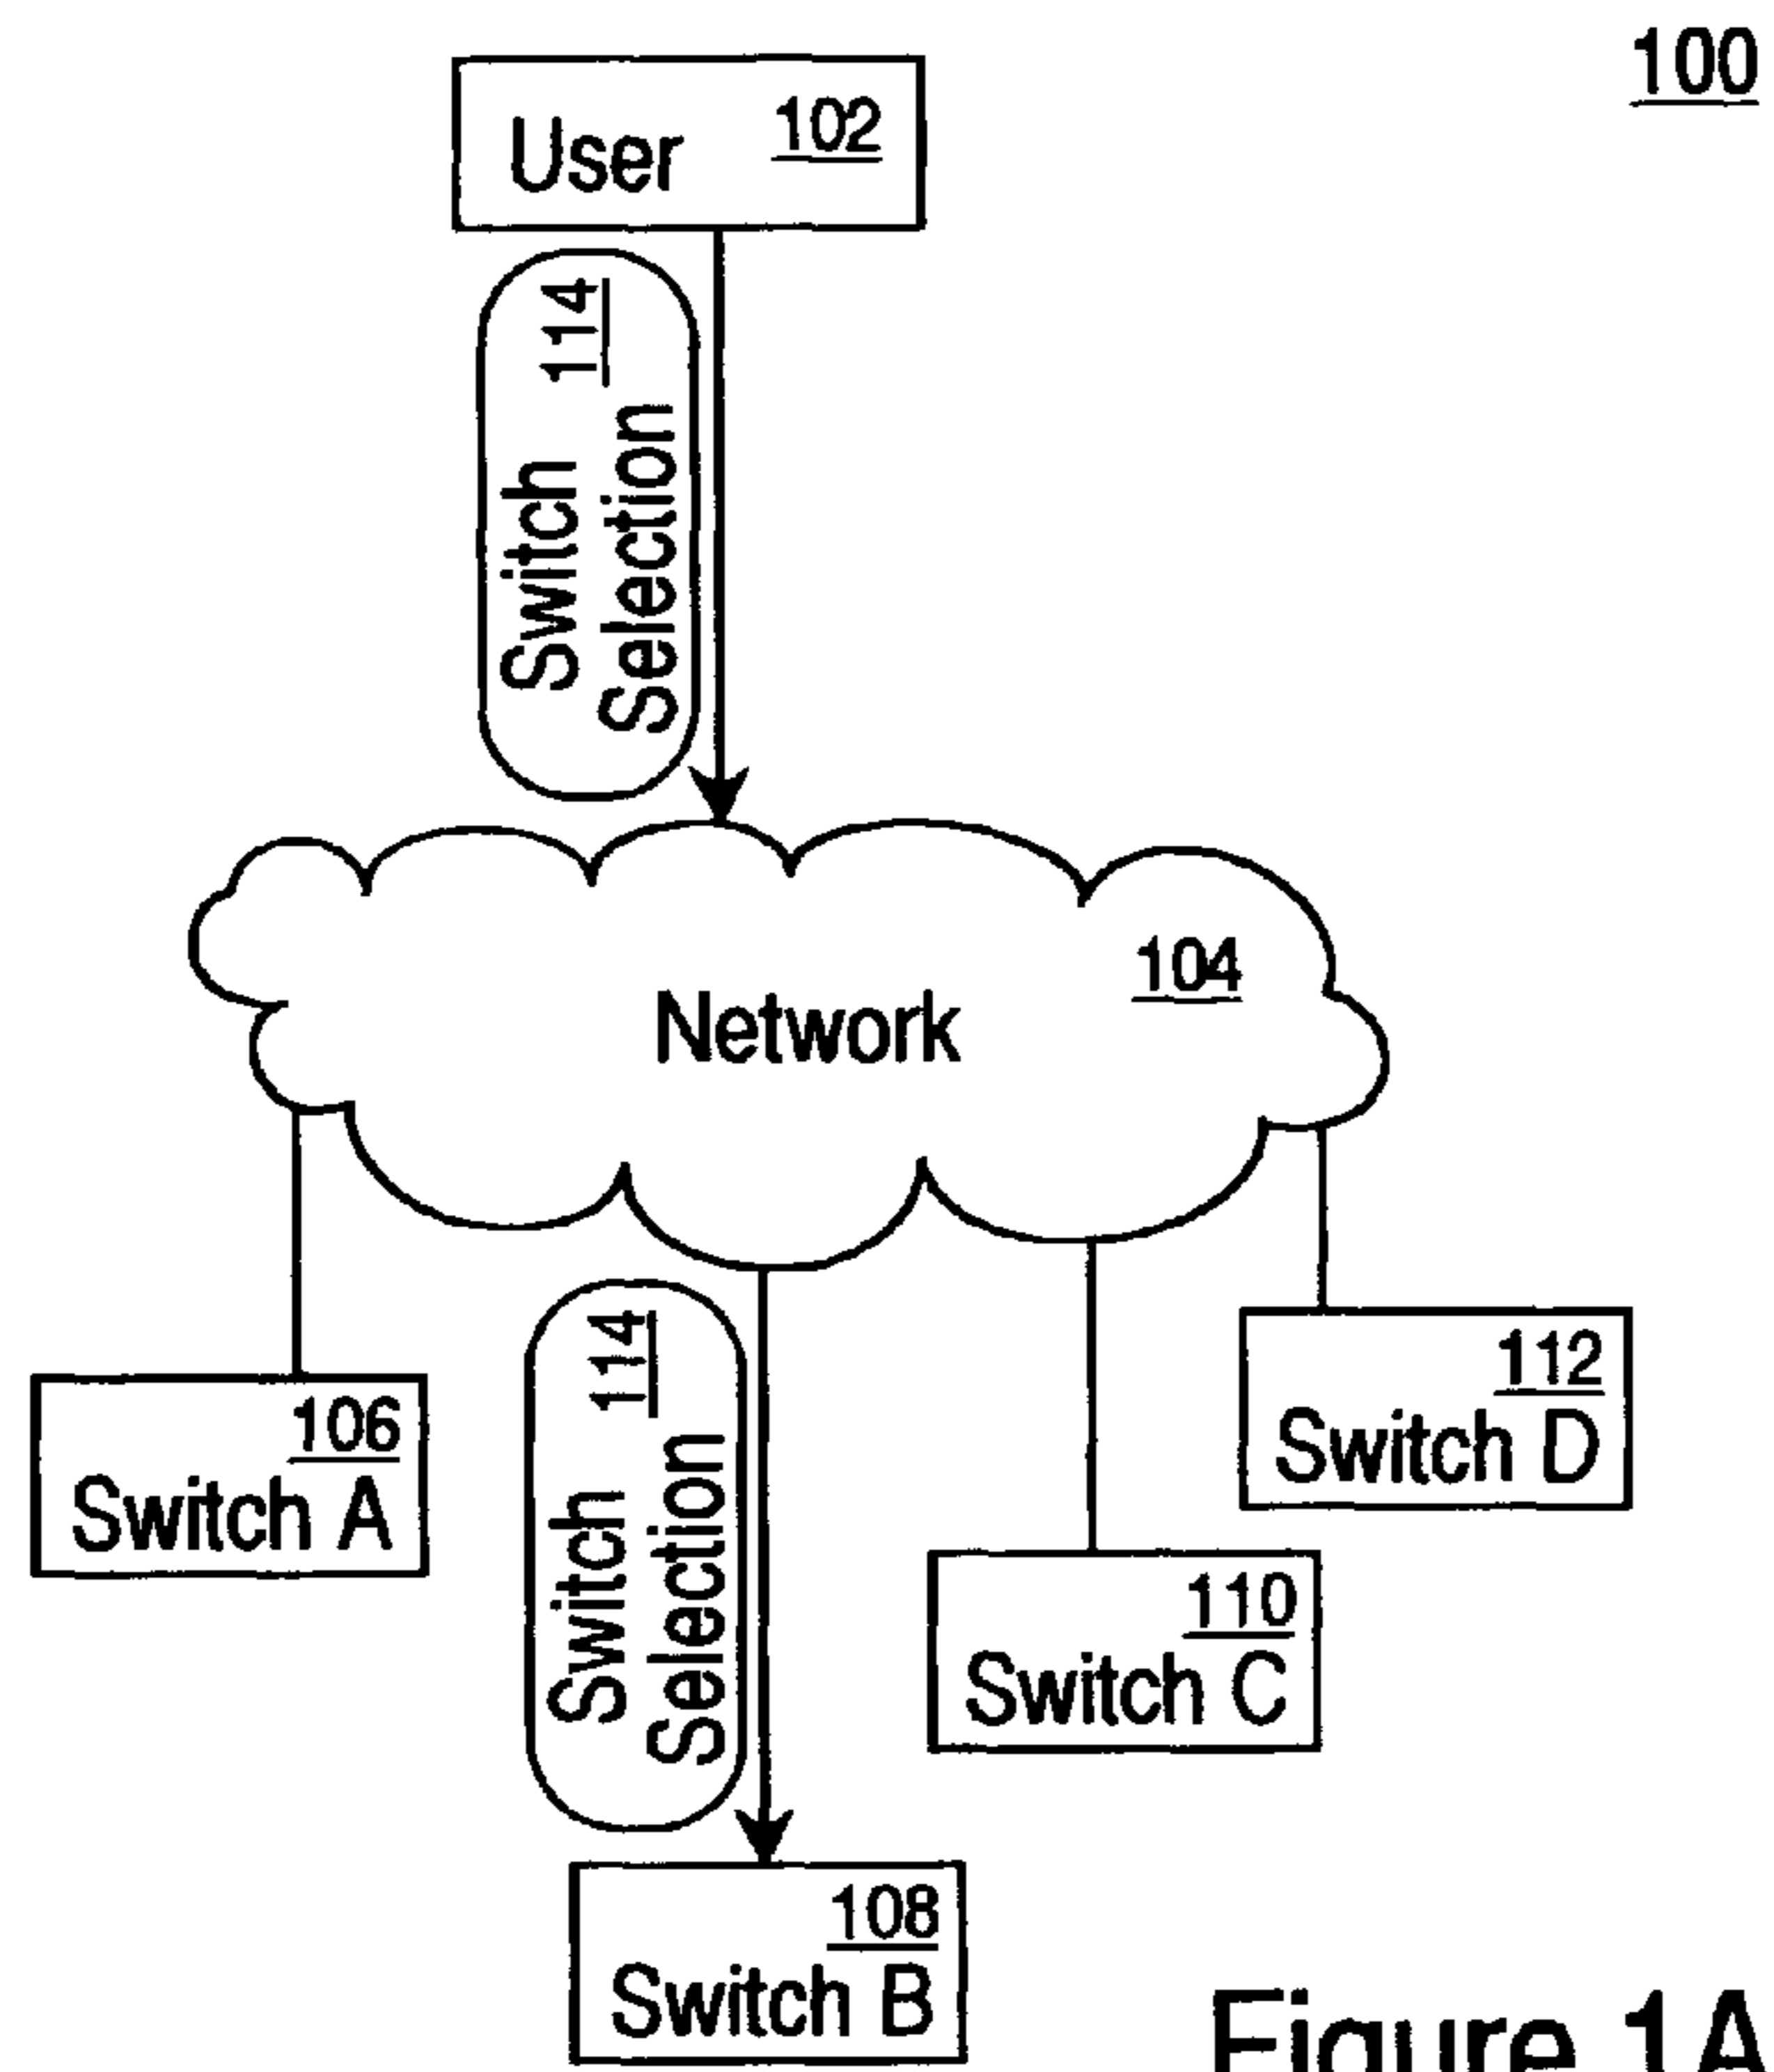 100
102
User
114
Switch
Selection
104
Network
106
Switch A
114
Switch
Selection
112
Switch D
110
Switch C
108
Switch B
Figure 1A